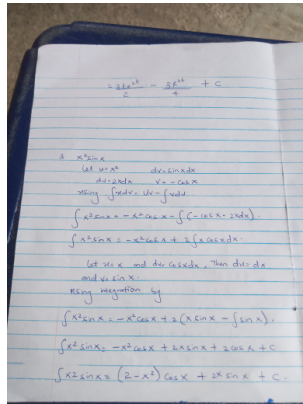 = 3x e^x / 2 - 3e^x / 4 + C
x² sin x
Let u = x² dv = sin x dx
du = 2x dx v = - cos x
Using ∫ u dv = uv - ∫ v du
∫ x² sin x = - x² cos x - ∫ (- cos x · 2x dx).
∫ x² sin x = - x² cos x + 2 ∫ x cos x dx.
Let u = x and dv = cos x dx, Then du = dx
and v = sin x.
Using integration by
∫ x² sin x = - x² cos x + 2 (x sin x - ∫ sin x).
∫ x² sin x = - x² cos x + 2x sin x + 2 cos x + C
∫ x² sin x = (2 - x²) cos x + 2x sin x + C.